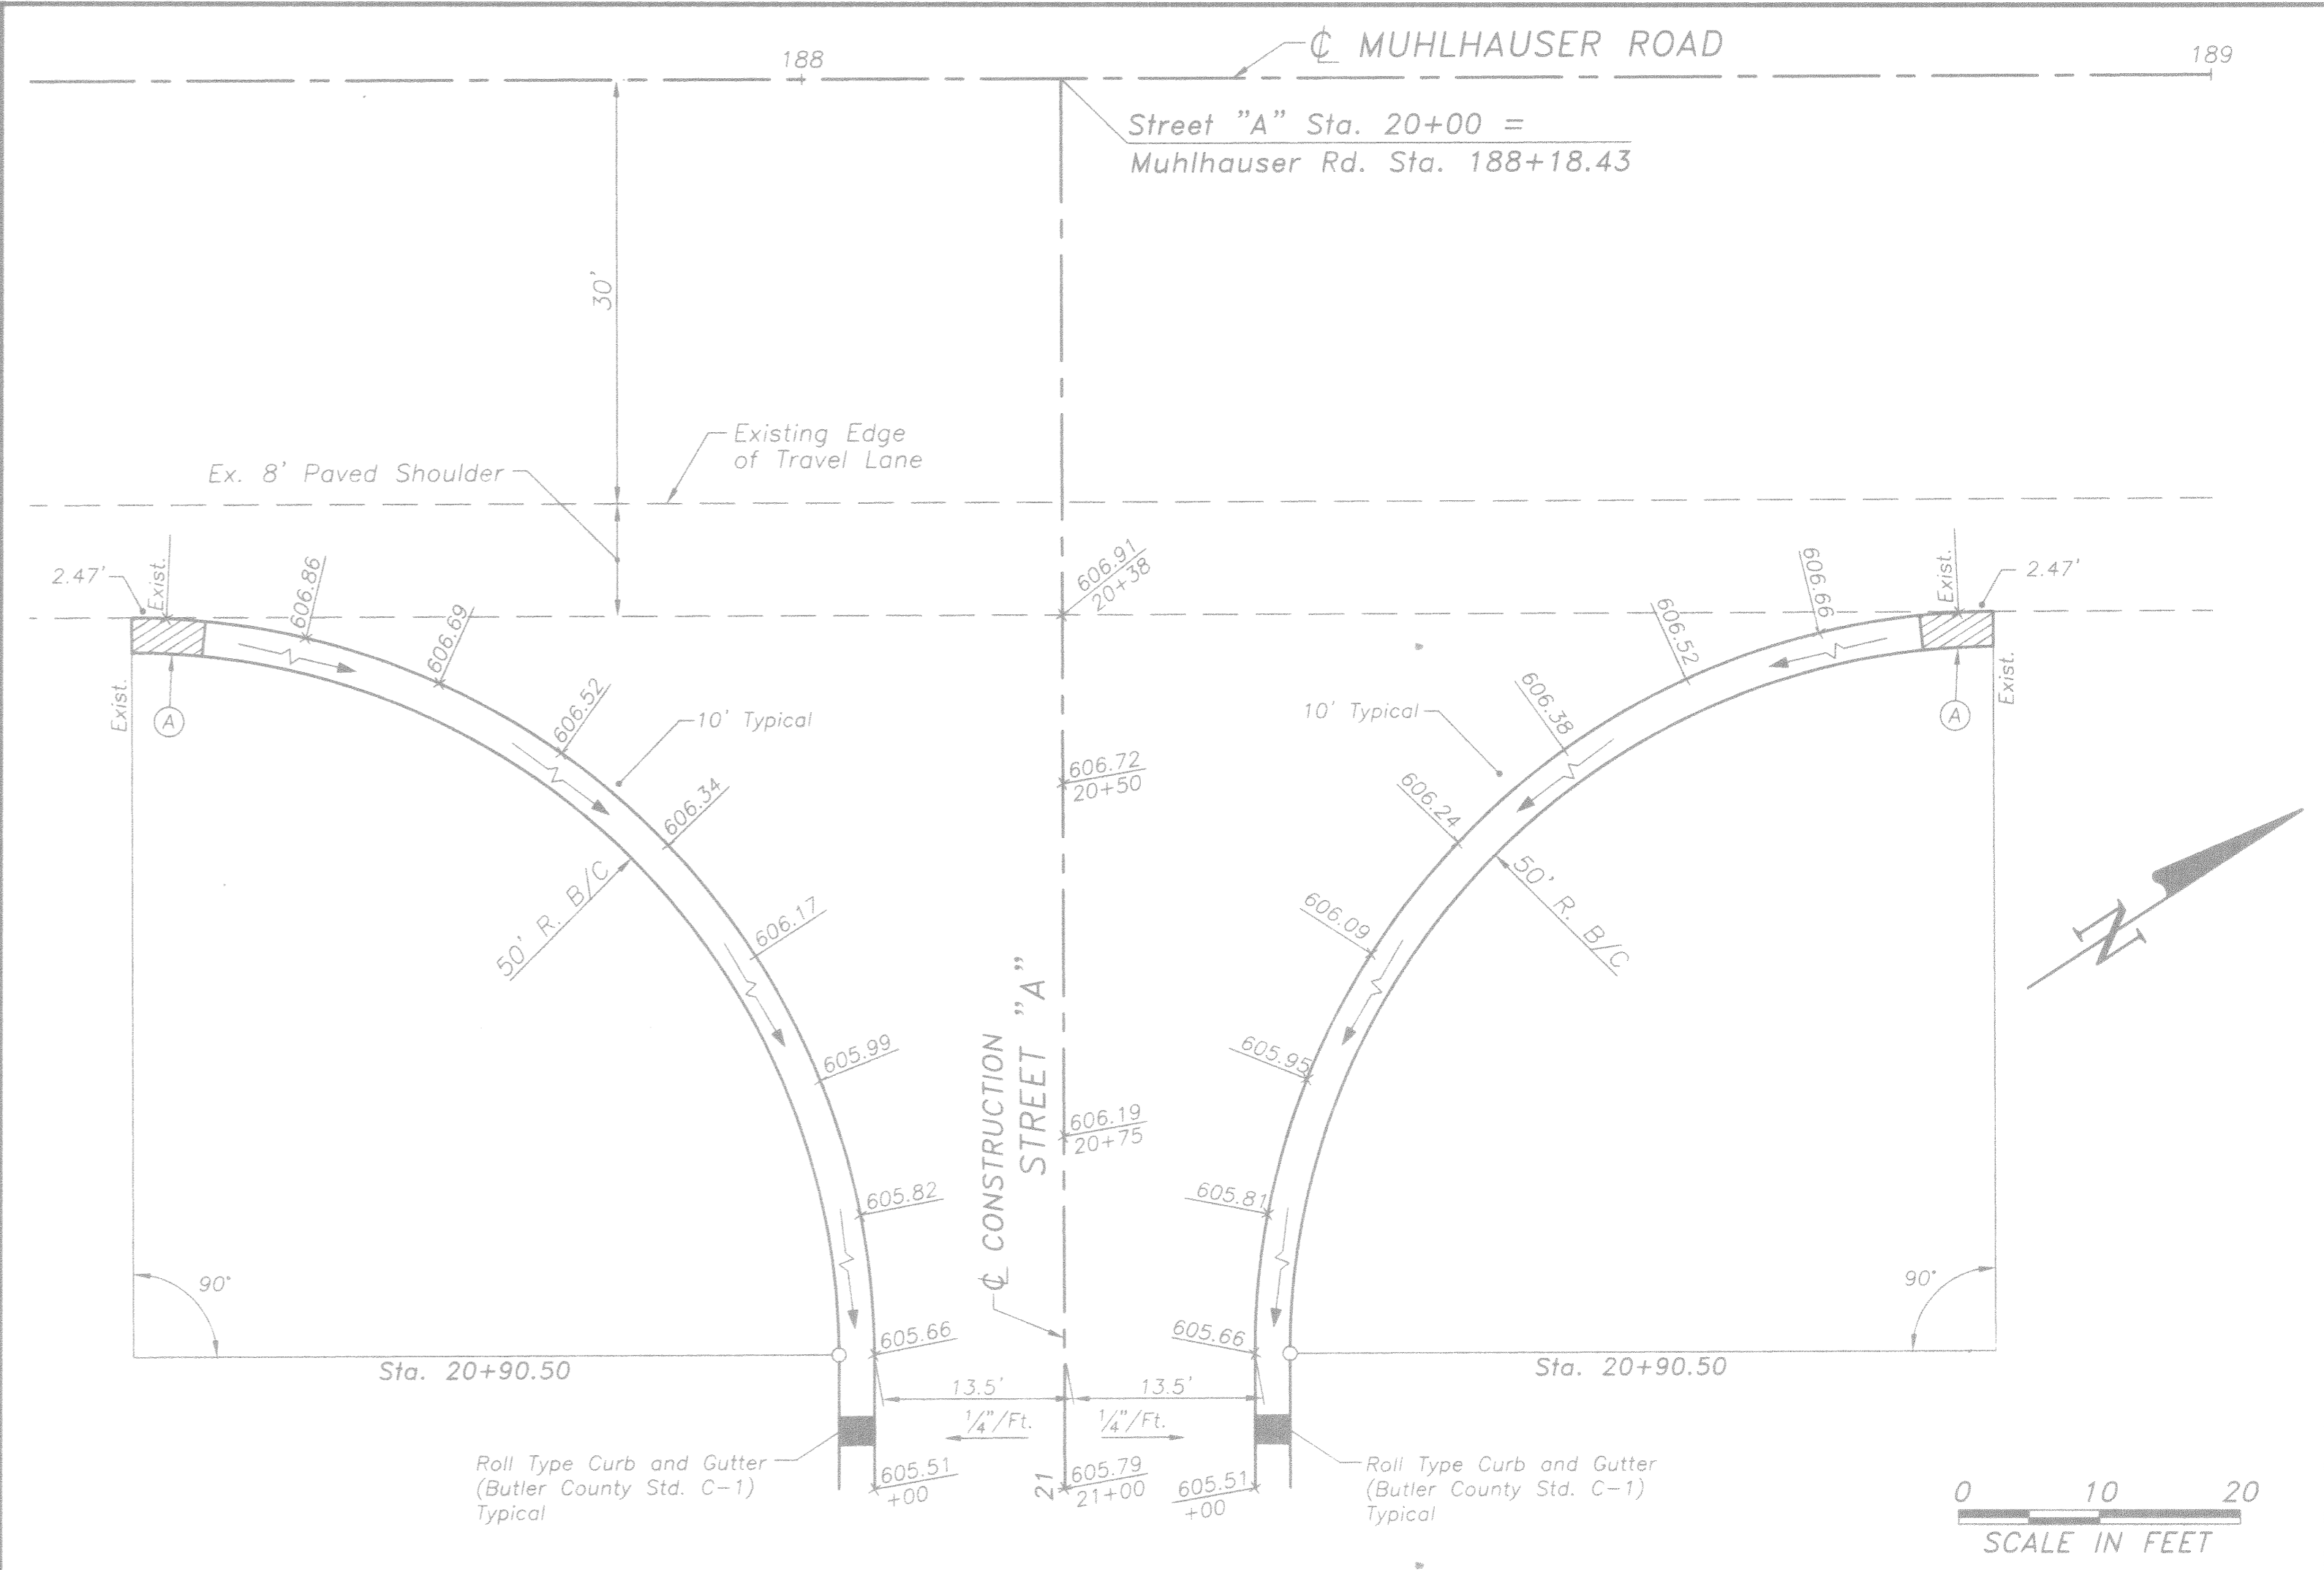 ℄ MUHLHAUSER ROAD
188
189
Street "A" Sta. 20+00 =
Muhlhauser Rd. Sta. 188+18.43
30'
Existing Edge
of Travel Lane
Ex. 8' Paved Shoulder
2.47'
Exist.
606.86
606.69
606.52
606.34
606.17
605.99
605.82
605.66
Exist.
A
10' Typical
50' R. B/C
90°
Sta. 20+90.50
606.91
20+38
606.72
20+50
606.19
20+75
℄ CONSTRUCTION
STREET "A"
2.47'
Exist.
606.66
606.52
606.38
606.24
606.09
605.95
605.81
605.66
Exist.
A
10' Typical
50' R. B/C
90°
Sta. 20+90.50
N
13.5'
13.5'
1/4"/Ft.
1/4"/Ft.
Roll Type Curb and Gutter
(Butler County Std. C-1)
Typical
605.51
+00
21
605.79
21+00
605.51
+00
Roll Type Curb and Gutter
(Butler County Std. C-1)
Typical
0 10 20
SCALE IN FEET